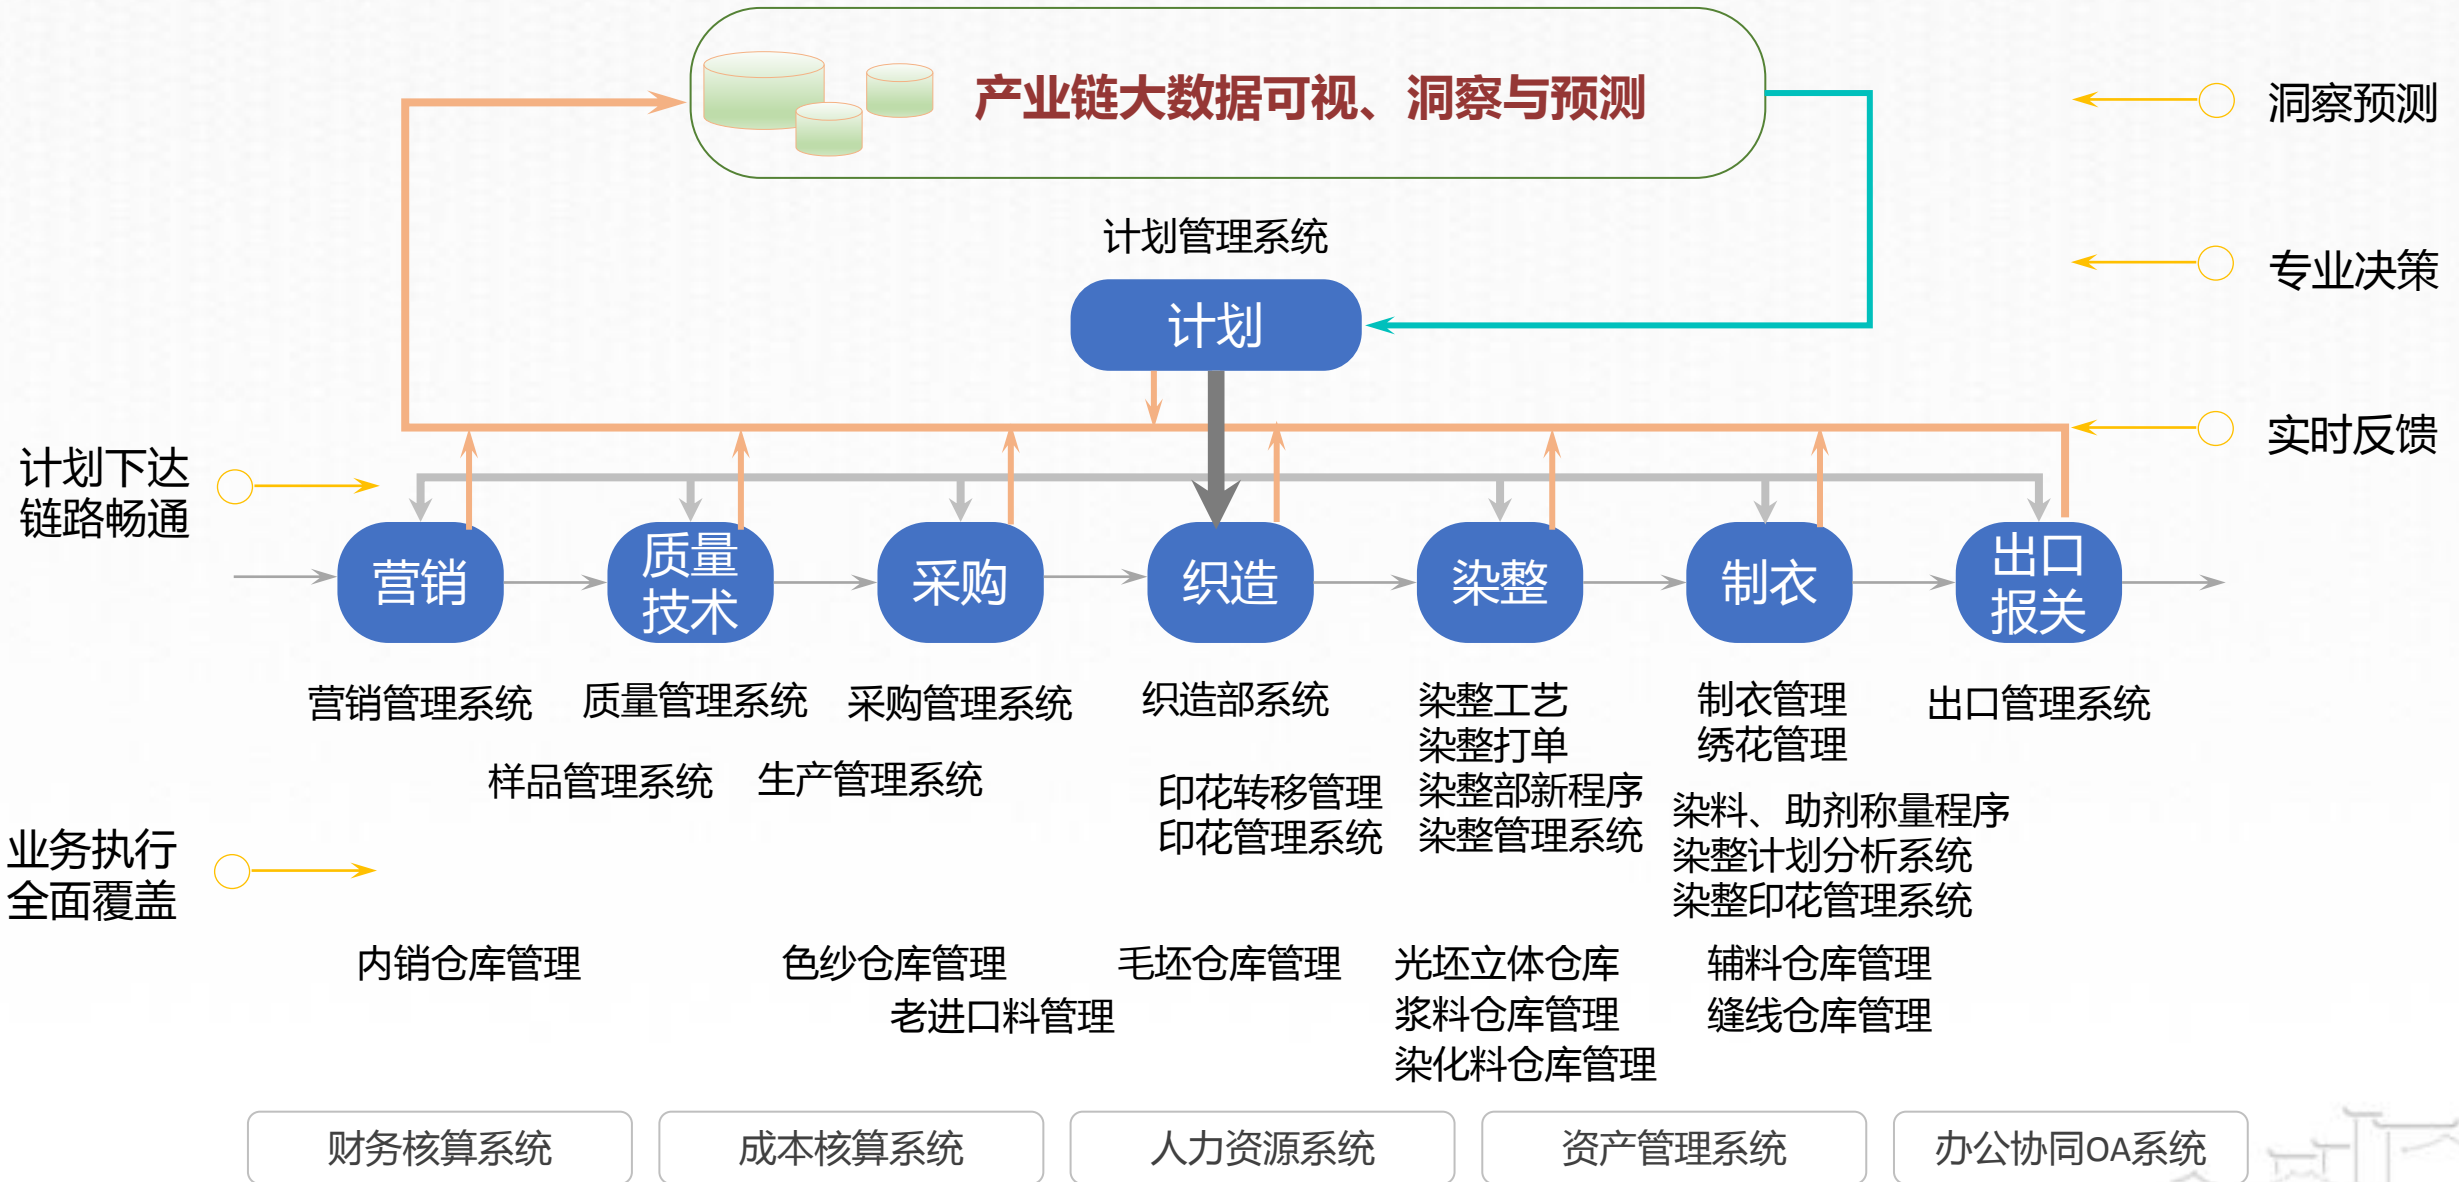 产业链大数据可视、洞察与预测
洞察预测
计划管理系统
专业决策
计划
实时反馈
计划下达
链路畅通
营销
质量
技术
采购
织造
染整
制衣
出口
报关
营销管理系统
质量管理系统
采购管理系统
织造部系统
染整工艺
染整打单
染整部新程序
染整管理系统
制衣管理
绣花管理
出口管理系统
样品管理系统
生产管理系统
印花转移管理
印花管理系统
染料、助剂称量程序
染整计划分析系统
染整印花管理系统
业务执行
全面覆盖
内销仓库管理
色纱仓库管理
老进口料管理
毛坯仓库管理
光坯立体仓库
浆料仓库管理
染化料仓库管理
辅料仓库管理
缝线仓库管理
财务核算系统
成本核算系统
人力资源系统
资产管理系统
办公协同OA系统